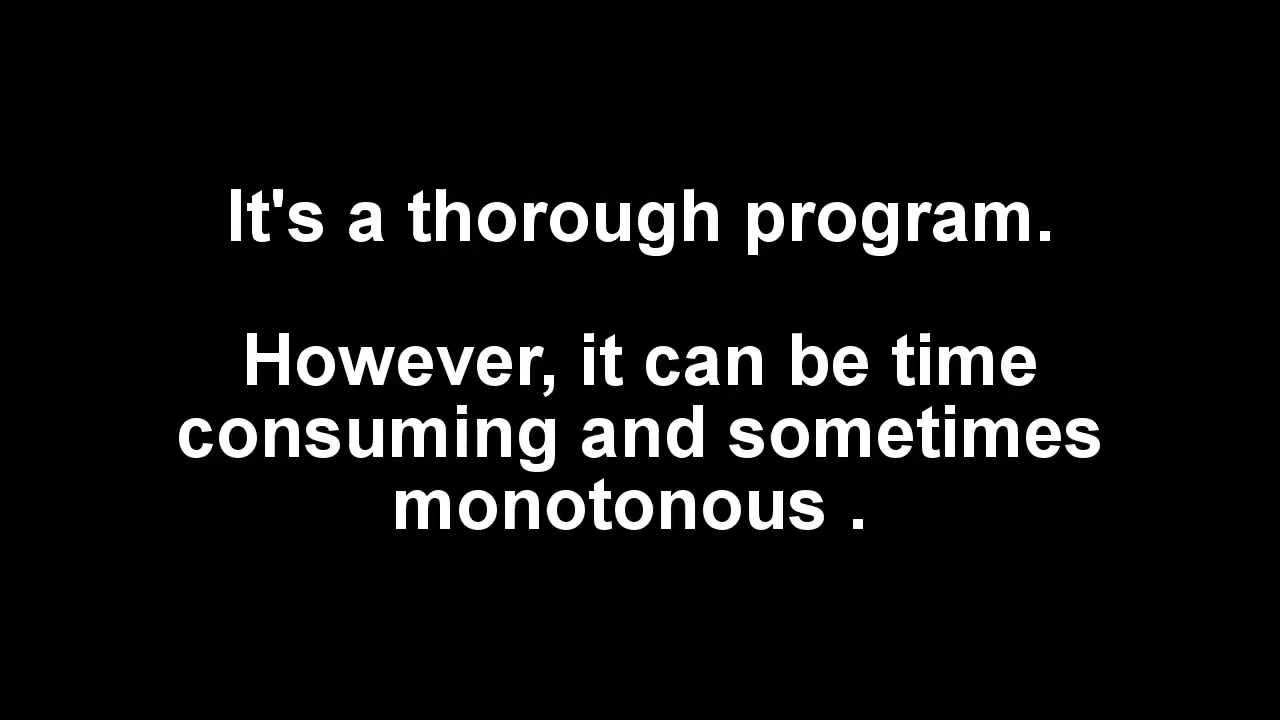 It's a thorough program.
However, it can be time
consuming and sometimes
monotonous .